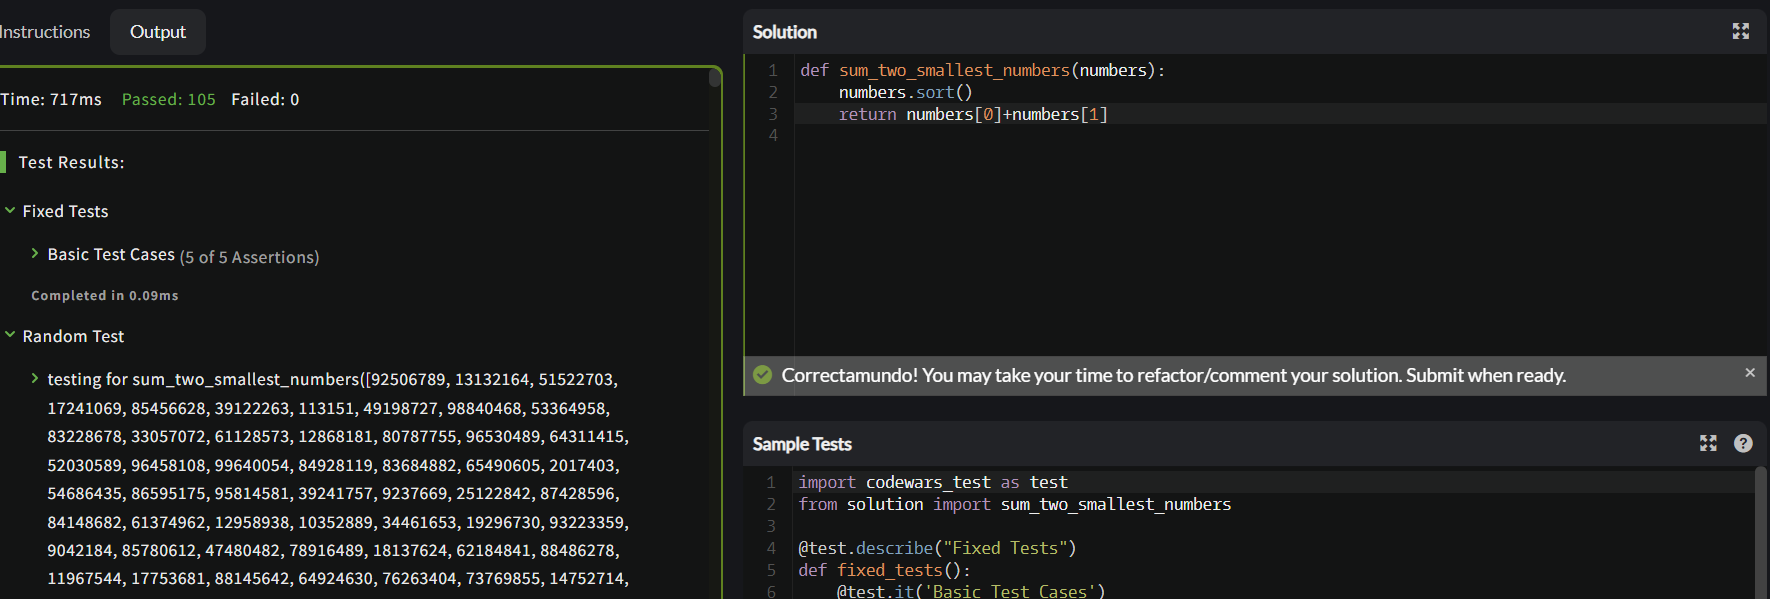 Instructions
Output
Time: 717ms Passed: 105 Failed: 0
Test Results:
Fixed Tests
Basic Test Cases (5 of 5 Assertions)
Completed in 0.09ms
Random Test
testing for sum_two_smallest_numbers([92506789, 13132164, 51522703,
17241069, 85456628, 39122263, 113151, 49198727, 98840468, 53364958,
83228678, 33057072, 61128573, 12868181, 80787755, 96530489, 64311415,
52030589, 96458108, 99640054, 84928119, 83684882, 65490605, 2017403,
54686435, 86595175, 95814581, 39241757, 9237669, 25122842, 87428596,
84148682, 61374962, 12958938, 10352889, 34461653, 19296730, 93223359,
9042184, 85780612, 47480482, 78916489, 18137624, 62184841, 88486278,
11967544, 17753681, 88145642, 64924630, 76263404, 73769855, 14752714,
Solution
1 def sum_two_smallest_numbers(numbers):
2     numbers.sort()
3     return numbers[0]+numbers[1]
4
Correctamundo! You may take your time to refactor/comment your solution. Submit when ready.
×
Sample Tests
?
1 import codewars_test as test
2 from solution import sum_two_smallest_numbers
3
4 @test.describe("Fixed Tests")
5 def fixed_tests():
6     @test.it('Basic Test Cases')